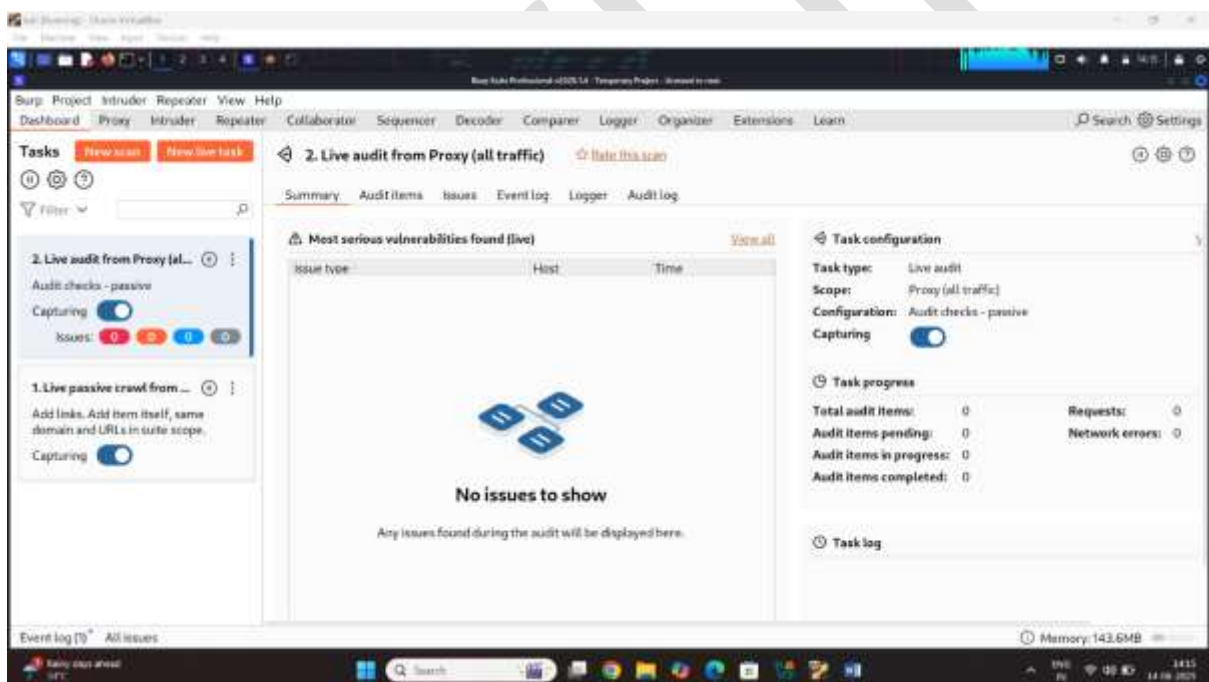 Burp Project Intruder Repeater View Help
Dashboard Proxy Intruder Repeater Collaborator Sequencer Decoder Comparer Logger Organizer Extensions Learn Search Settings
Tasks New scan New live task
Filter
2. Live audit from Proxy (al...
Audit checks - passive
Capturing
Issues: 0 0 0 0
1. Live passive crawl from ...
Add links. Add item itself, same
domain and URLs in suite scope.
Capturing
2. Live audit from Proxy (all traffic) Rate this scan
Summary Audit items Issues Event log Logger Audit log
Most serious vulnerabilities found (live) View all
Issue type Host Time
No issues to show
Any issues found during the audit will be displayed here.
Task configuration
Task type: Live audit
Scope: Proxy (all traffic)
Configuration: Audit checks - passive
Capturing
Task progress
Total audit items: 0 Requests: 0
Audit items pending: 0 Network errors: 0
Audit items in progress: 0
Audit items completed: 0
Task log
Event log (1) All issues Memory: 143.6MB
Rainy days ahead
Search
ENG
1415
14-06-2025